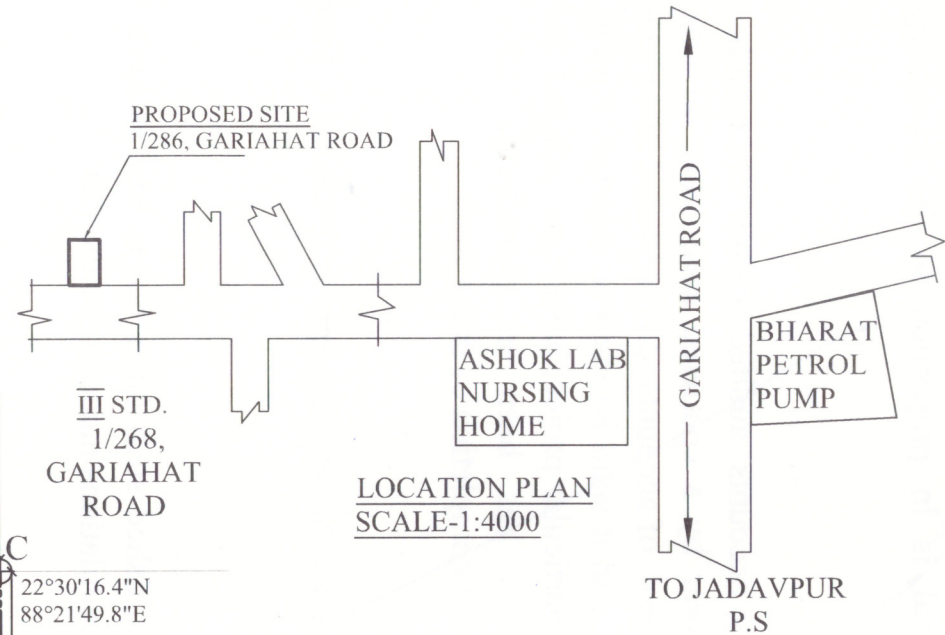 PROPOSED SITE
1/286, GARIAHAT ROAD
GARIAHAT ROAD
ASHOK LAB
NURSING
HOME
BHARAT
PETROL
PUMP
III STD.
1/268,
GARIAHAT
ROAD
LOCATION PLAN
SCALE-1:4000
TO JADAVPUR
P.S
C
22°30'16.4"N
88°21'49.8"E